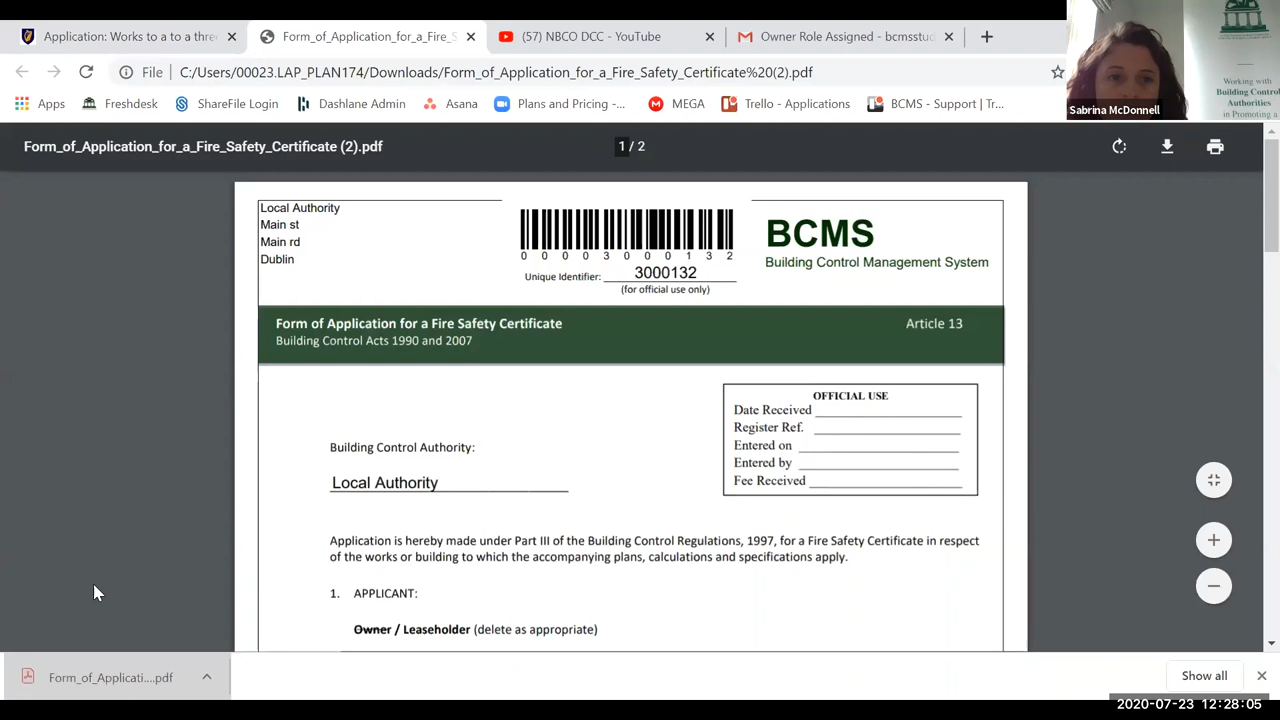 Application: Works to a to a thre
Form_of_Application_for_a_Fire_S
(57) NBCO DCC - YouTube
Owner Role Assigned - bcmsstud
File
C:/Users/00023.LAP_PLAN174/Downloads/Form_of_Application_for_a_Fire_Safety_Certificate%20(2).pdf
Apps
Freshdesk
ShareFile Login
Dashlane Admin
Asana
Plans and Pricing -...
MEGA
Trello - Applications
BCMS - Support | Tr...
Working with
Building Control
Authorities
in Promoting a
Sabrina McDonnell
Form_of_Application_for_a_Fire_Safety_Certificate (2).pdf
1 / 2
Local Authority
Main st
Main rd
Dublin
0 0 0 0 3 0 0 0 1 3 2
Unique Identifier: 3000132
(for official use only)
BCMS
Building Control Management System
Form of Application for a Fire Safety Certificate
Article 13
Building Control Acts 1990 and 2007
OFFICIAL USE
Date Received
Register Ref.
Entered on
Entered by
Fee Received
Building Control Authority:
Local Authority
Application is hereby made under Part III of the Building Control Regulations, 1997, for a Fire Safety Certificate in respect
of the works or building to which the accompanying plans, calculations and specifications apply.
1. APPLICANT:
Owner / Leaseholder (delete as appropriate)
Form_of_Applicati....pdf
Show all
2020-07-23 12:28:05